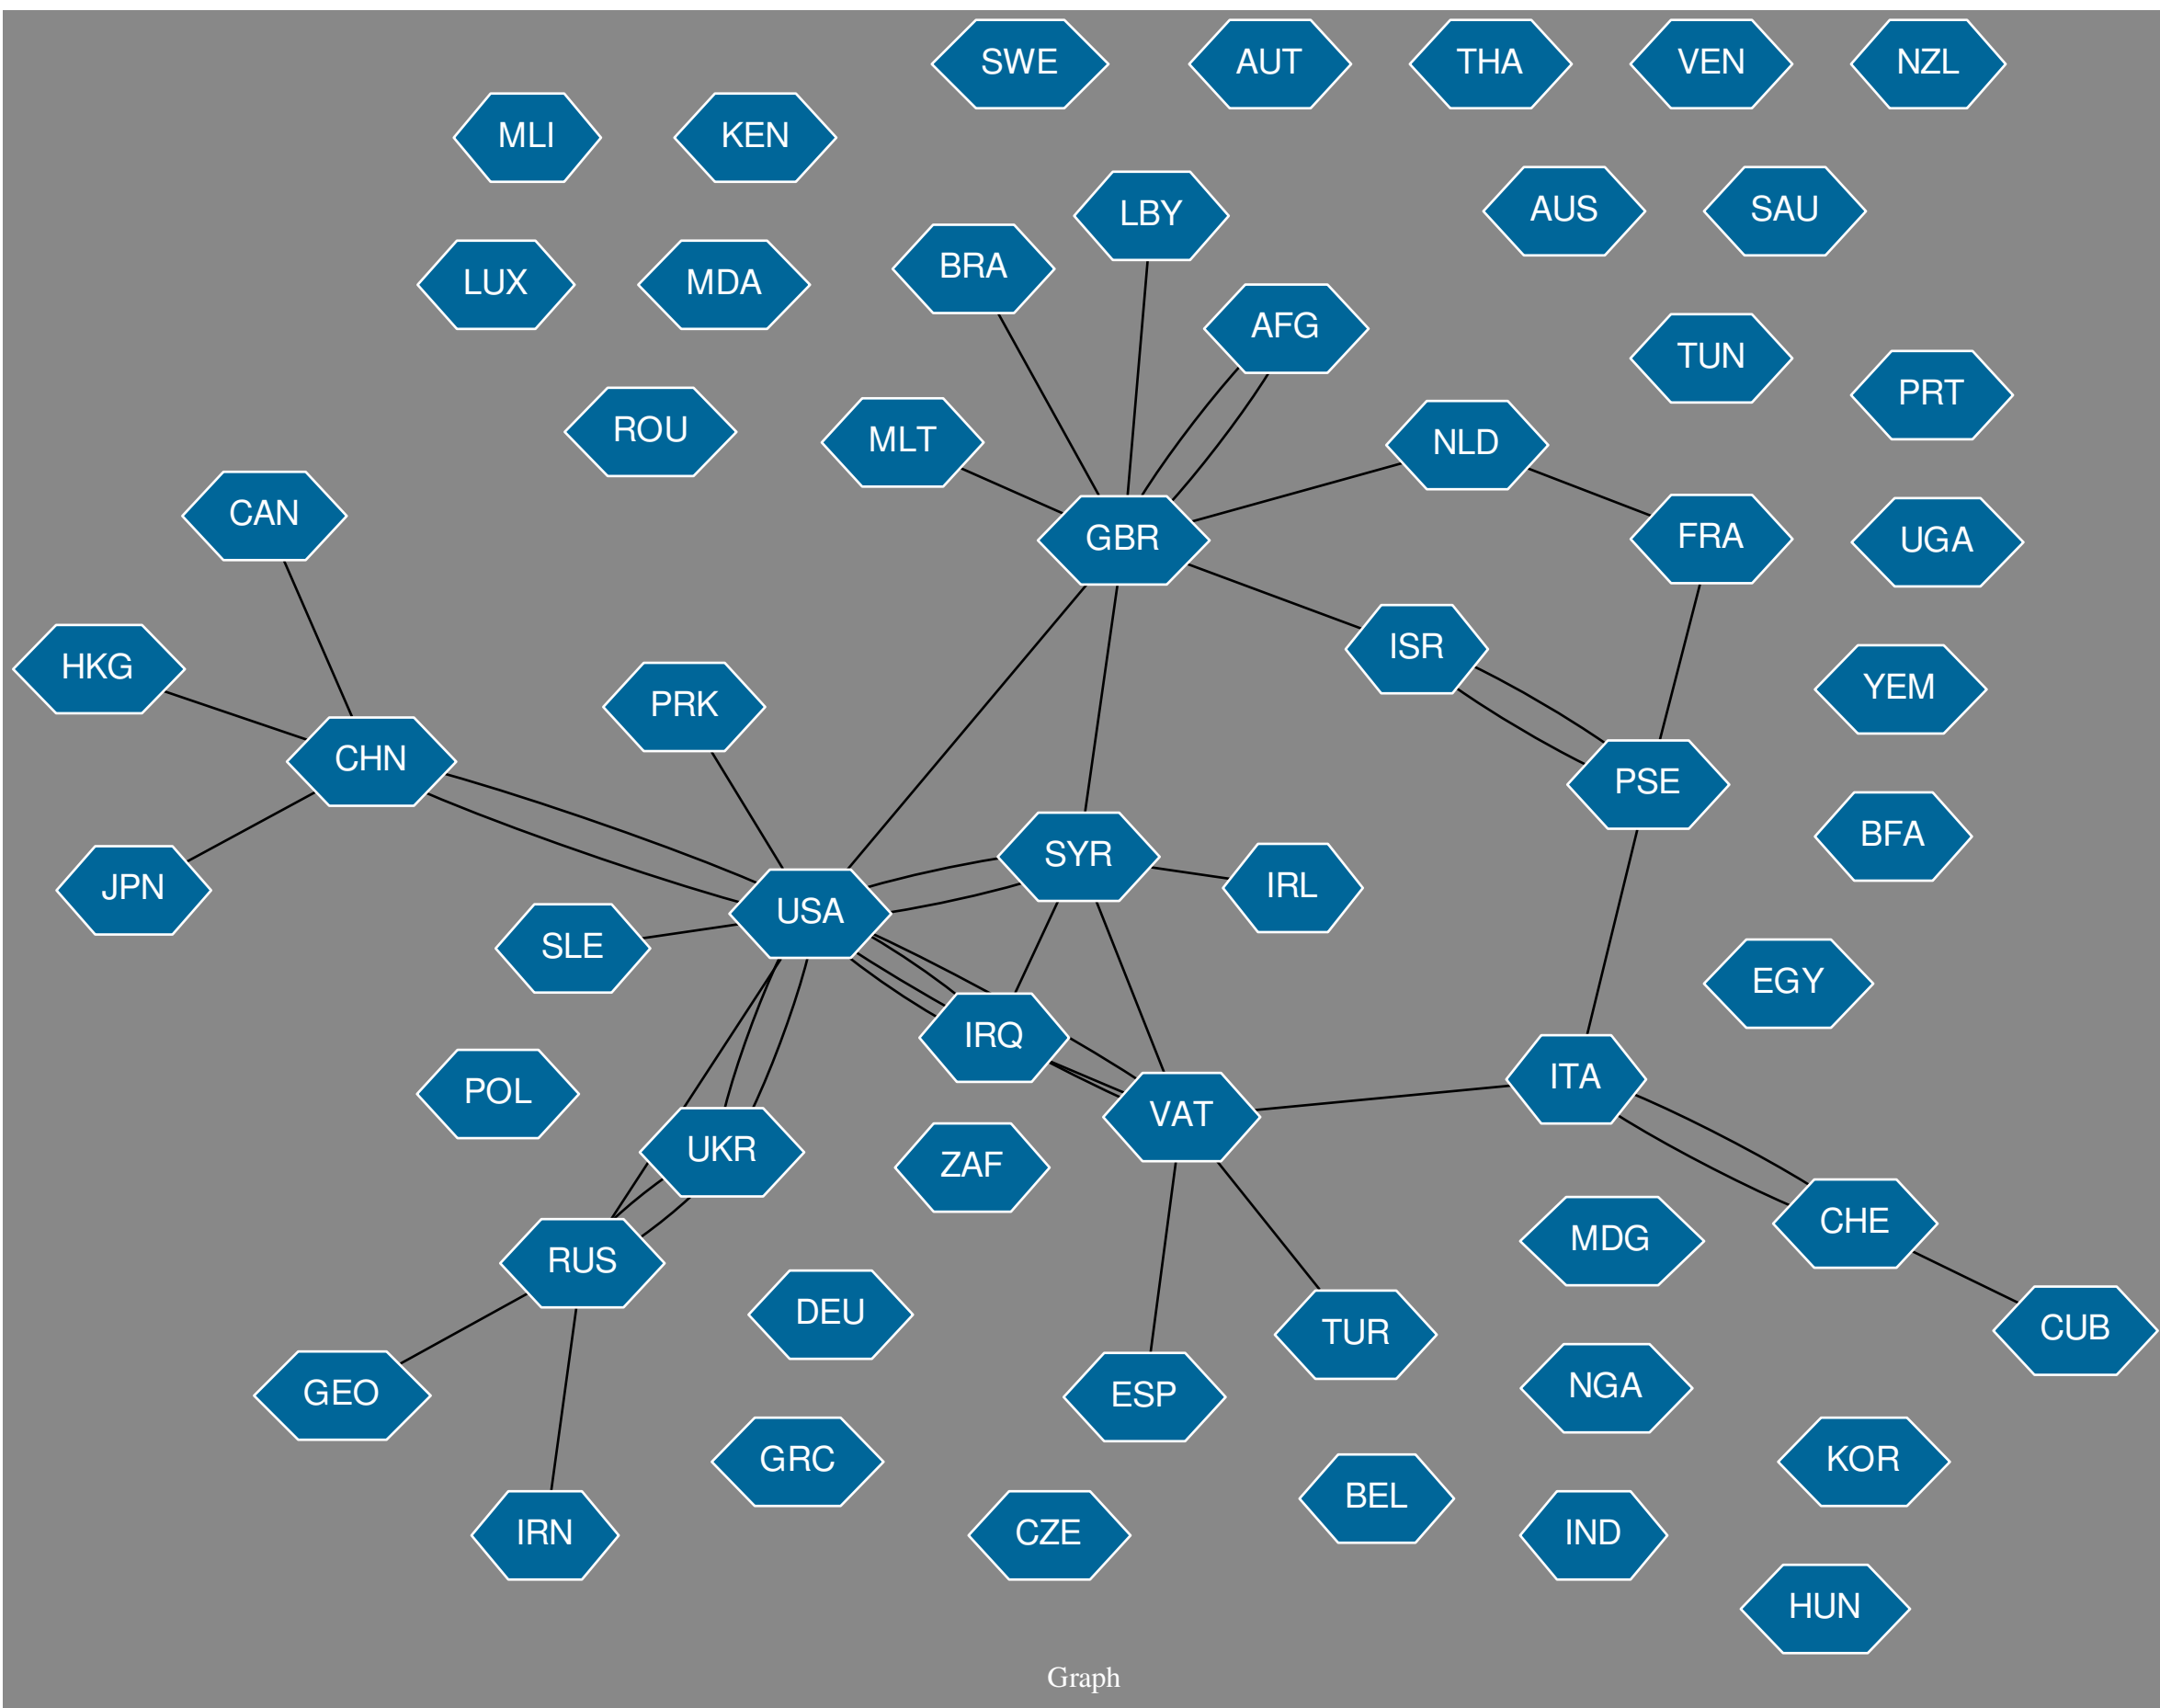 SWE AUT THA VEN NZL
MLI KEN
LBY AUS SAU
BRA
LUX MDA
AFG
TUN
PRT
ROU MLT NLD
CAN
GBR FRA UGA
HKG
ISR
PRK YEM
CHN
PSE
BFA
SYR
JPN IRL
USA
SLE
EGY
IRQ
POL ITA
VAT
UKR
ZAF
CHE
MDG
RUS
DEU
TUR CUB
GEO ESP NGA
GRC KOR
BEL
IRN CZE IND
HUN
Graph